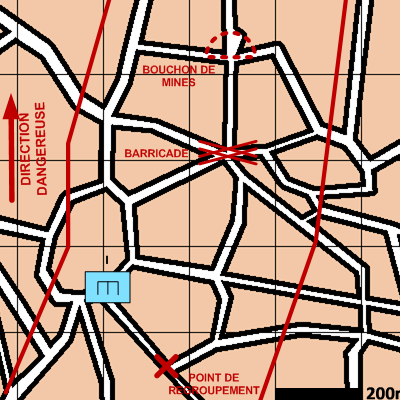 BOUCHON DE
MINES
DIRECTION
DANGEREUSE
BARRICADE
POINT DE
REGROUPEMENT
200m